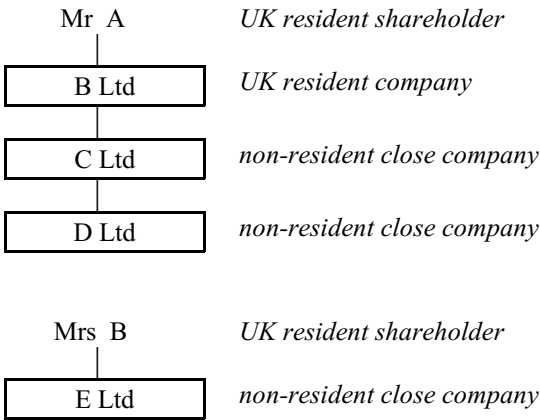 Mr A UK resident shareholder
B Ltd UK resident company
C Ltd non-resident close company
D Ltd non-resident close company
Mrs B UK resident shareholder
E Ltd non-resident close company